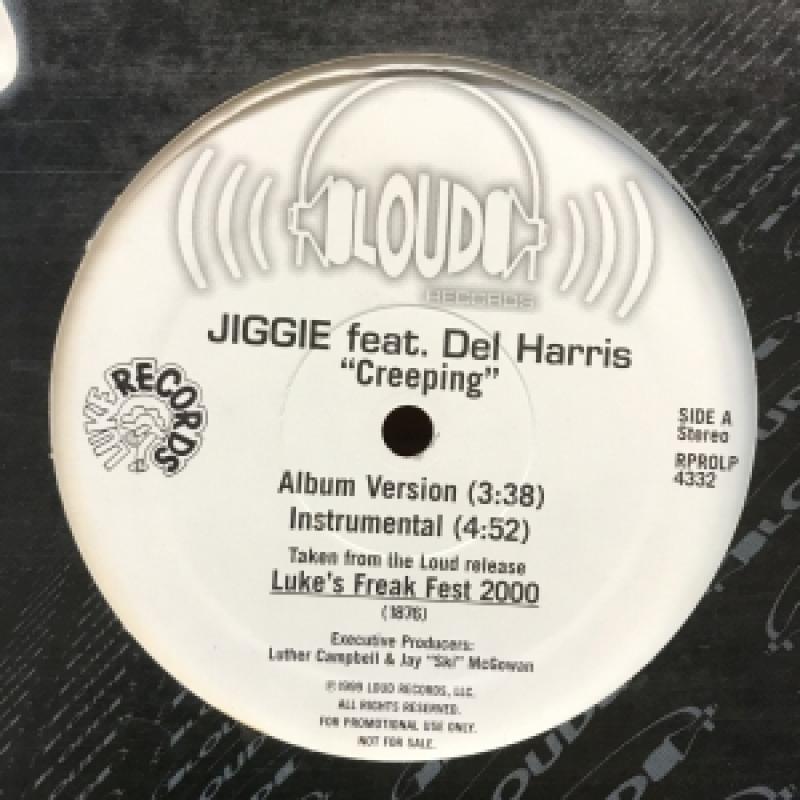 LOUD
RECORDS
JIGGIE feat. Del Harris
"Creeping"
LUKE RECORDS
SIDE A
Stereo
RPROLP
4332
Album Version (3:38)
Instrumental (4:52)
Taken from the Loud release
Luke's Freak Fest 2000
(1876)
Executive Producers:
Luther Campbell & Jay "Ski" McGowan
℗1999 LOUD RECORDS, LLC.
ALL RIGHTS RESERVED.
FOR PROMOTIONAL USE ONLY.
NOT FOR SALE.
LOUD